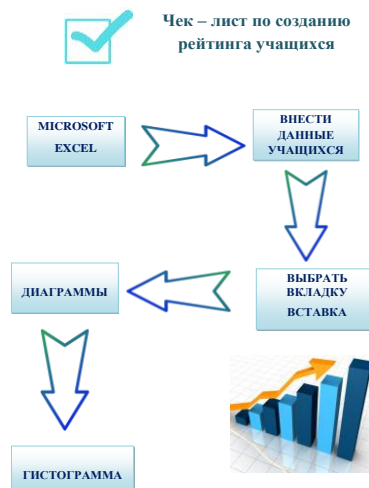 Чек – лист по созданию
рейтинга учащихся
MICROSOFT
EXCEL
ВНЕСТИ
ДАННЫЕ
УЧАЩИХСЯ
ВЫБРАТЬ
ВКЛАДКУ
ВСТАВКА
ДИАГРАММЫ
ГИСТОГРАММА